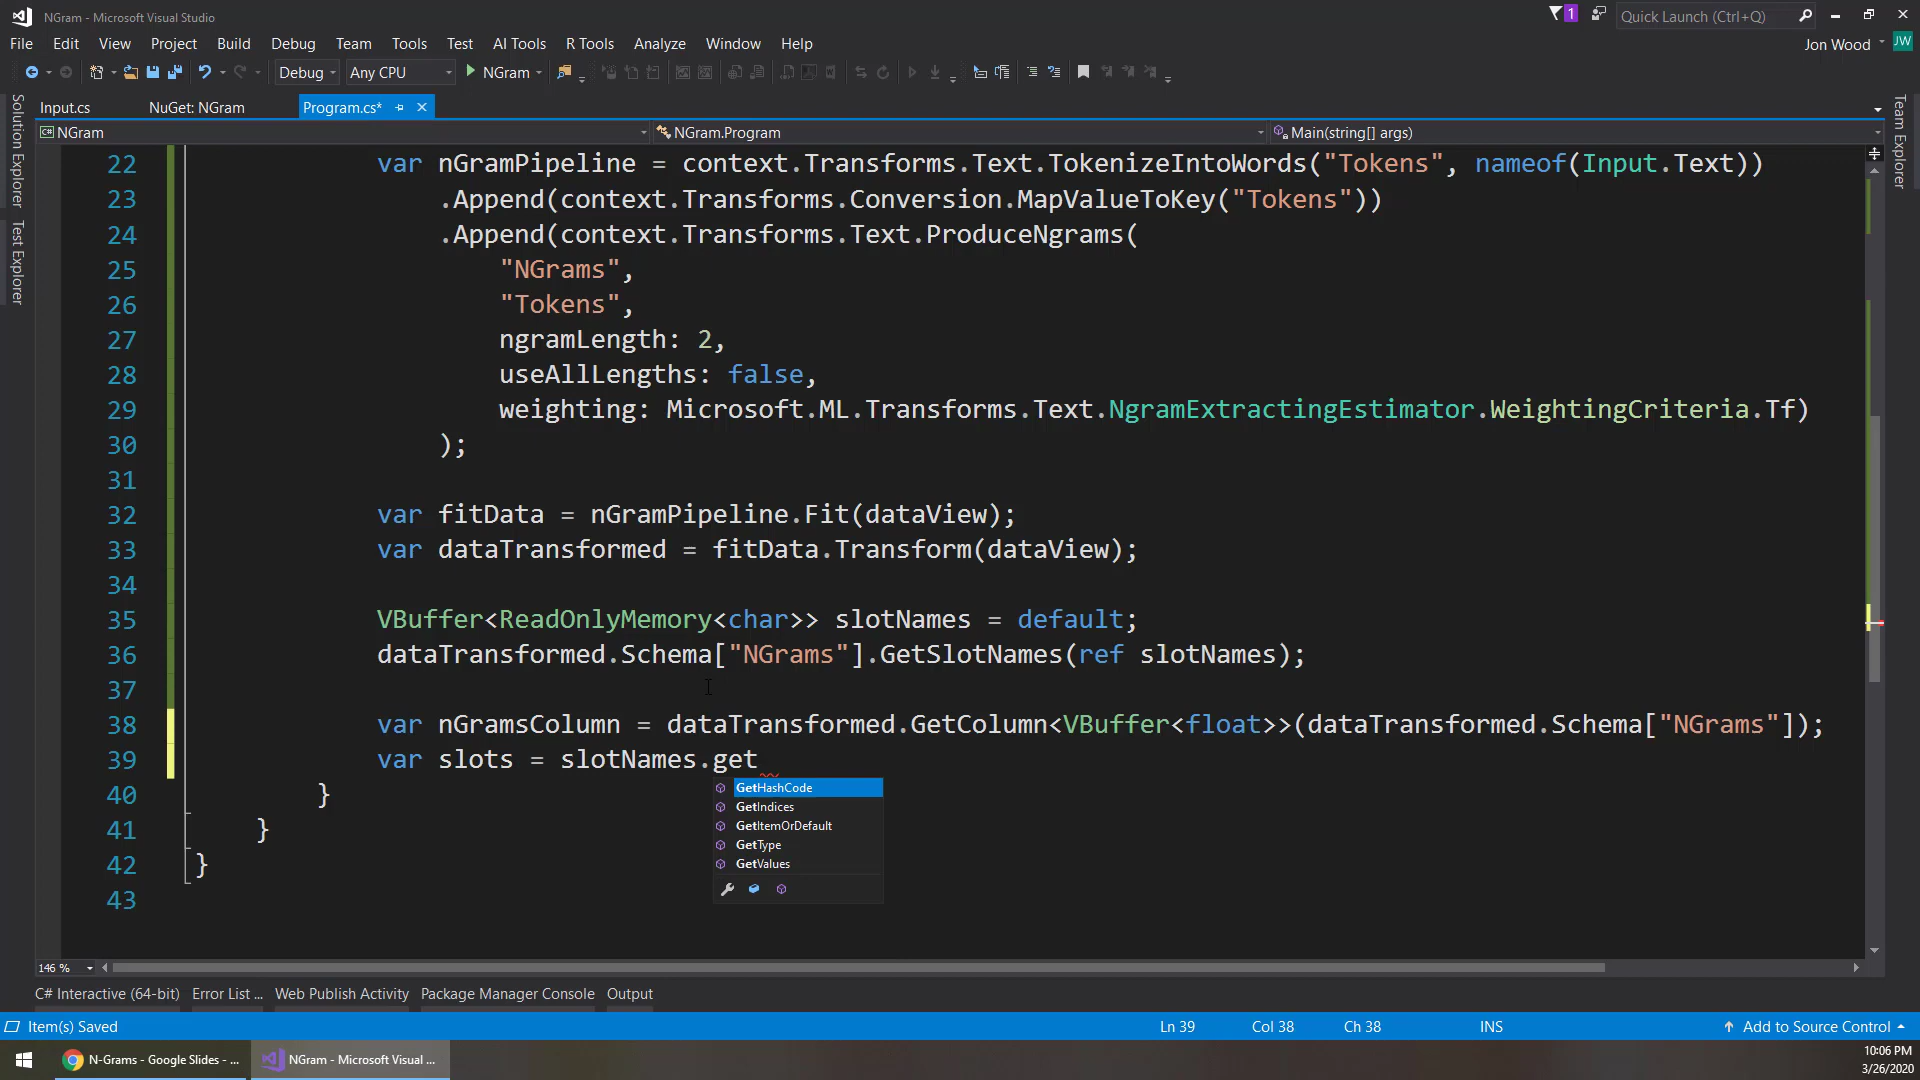 NGram - Microsoft Visual Studio
1
Quick Launch (Ctrl+Q)
File Edit View Project Build Debug Team Tools Test AI Tools R Tools Analyze Window Help
Jon Wood
JW
Debug Any CPU NGram
Input.cs NuGet: NGram Program.cs*
NGram NGram.Program Main(string[] args)
Solution Explorer
Test Explorer
Team Explorer
22 var nGramPipeline = context.Transforms.Text.TokenizeIntoWords("Tokens", nameof(Input.Text))
23 .Append(context.Transforms.Conversion.MapValueToKey("Tokens"))
24 .Append(context.Transforms.Text.ProduceNgrams(
25 "NGrams",
26 "Tokens",
27 ngramLength: 2,
28 useAllLengths: false,
29 weighting: Microsoft.ML.Transforms.Text.NgramExtractingEstimator.WeightingCriteria.Tf)
30 );
31
32 var fitData = nGramPipeline.Fit(dataView);
33 var dataTransformed = fitData.Transform(dataView);
34
35 VBuffer<ReadOnlyMemory<char>> slotNames = default;
36 dataTransformed.Schema["NGrams"].GetSlotNames(ref slotNames);
37
38 var nGramsColumn = dataTransformed.GetColumn<VBuffer<float>>(dataTransformed.Schema["NGrams"]);
39 var slots = slotNames.get
GetHashCode
GetIndices
GetItemOrDefault
GetType
GetValues
40 }
41 }
42 }
43
146 %
C# Interactive (64-bit) Error List ... Web Publish Activity Package Manager Console Output
Item(s) Saved Ln 39 Col 38 Ch 38 INS Add to Source Control
N-Grams - Google Slides - ... NGram - Microsoft Visual ... 10:06 PM
3/26/2020